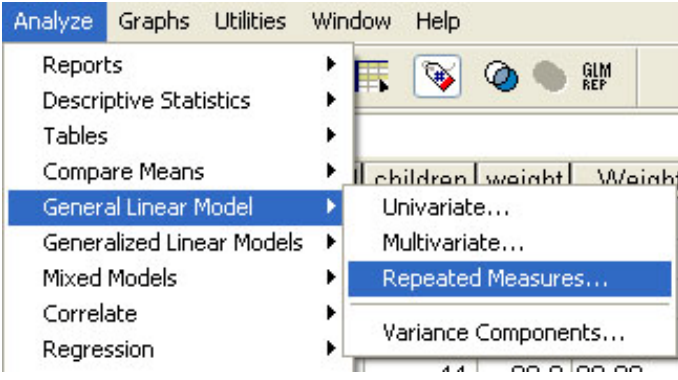 Analyze Graphs Utilities Window Help
GLM
REP
Reports
Descriptive Statistics
Tables
Compare Means
children weight Weight
General Linear Model
Univariate...
Generalized Linear Models
Multivariate...
Mixed Models
Repeated Measures...
Correlate
Variance Components...
Regression